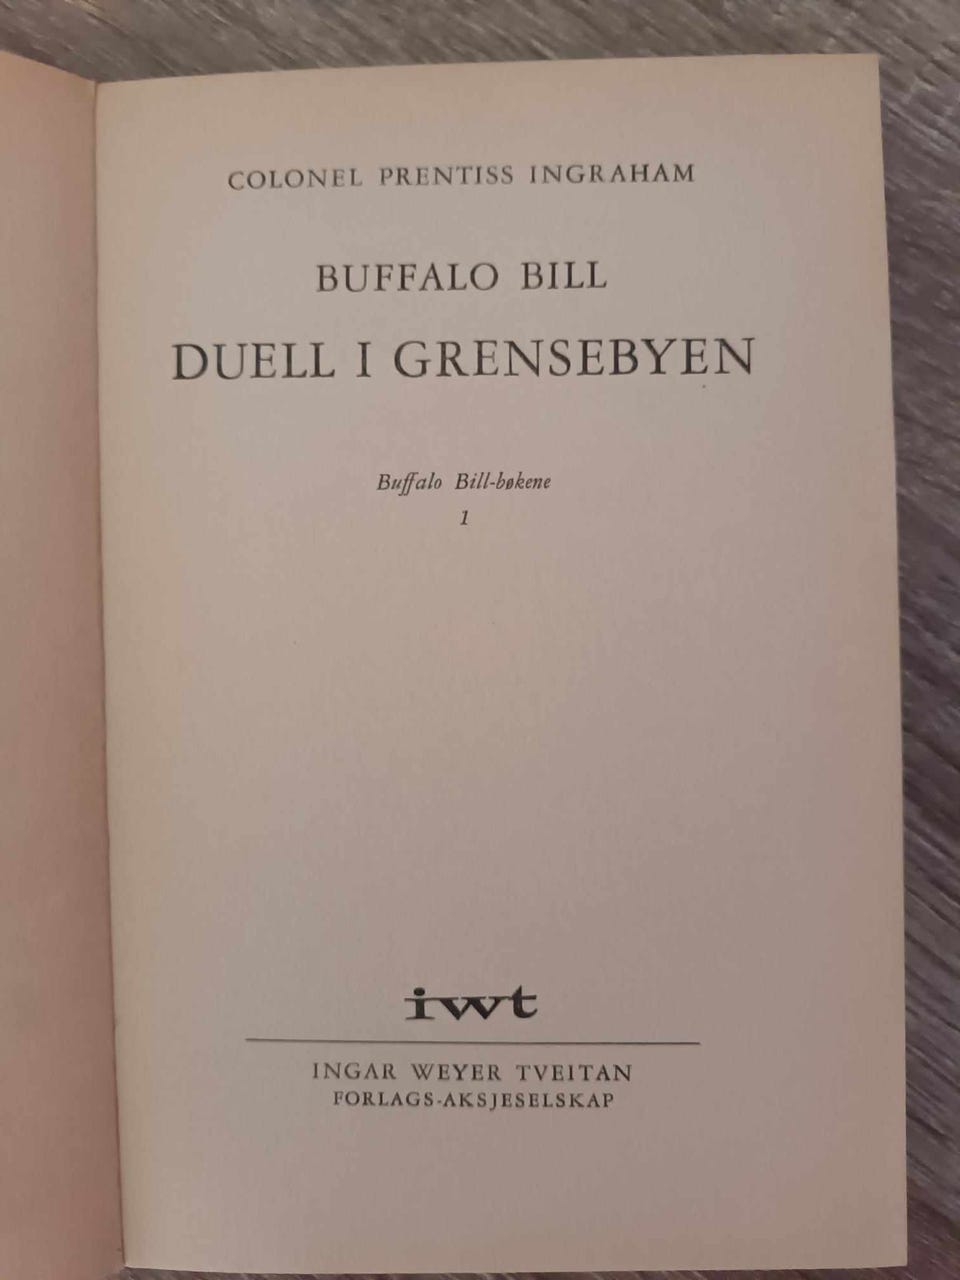 COLONEL PRENTISS INGRAHAM
BUFFALO BILL
DUELL I GRENSEBYEN
Buffalo Bill-bøkene
1
iwt
INGAR WEYER TVEITAN
FORLAGS-AKSJESELSKAP